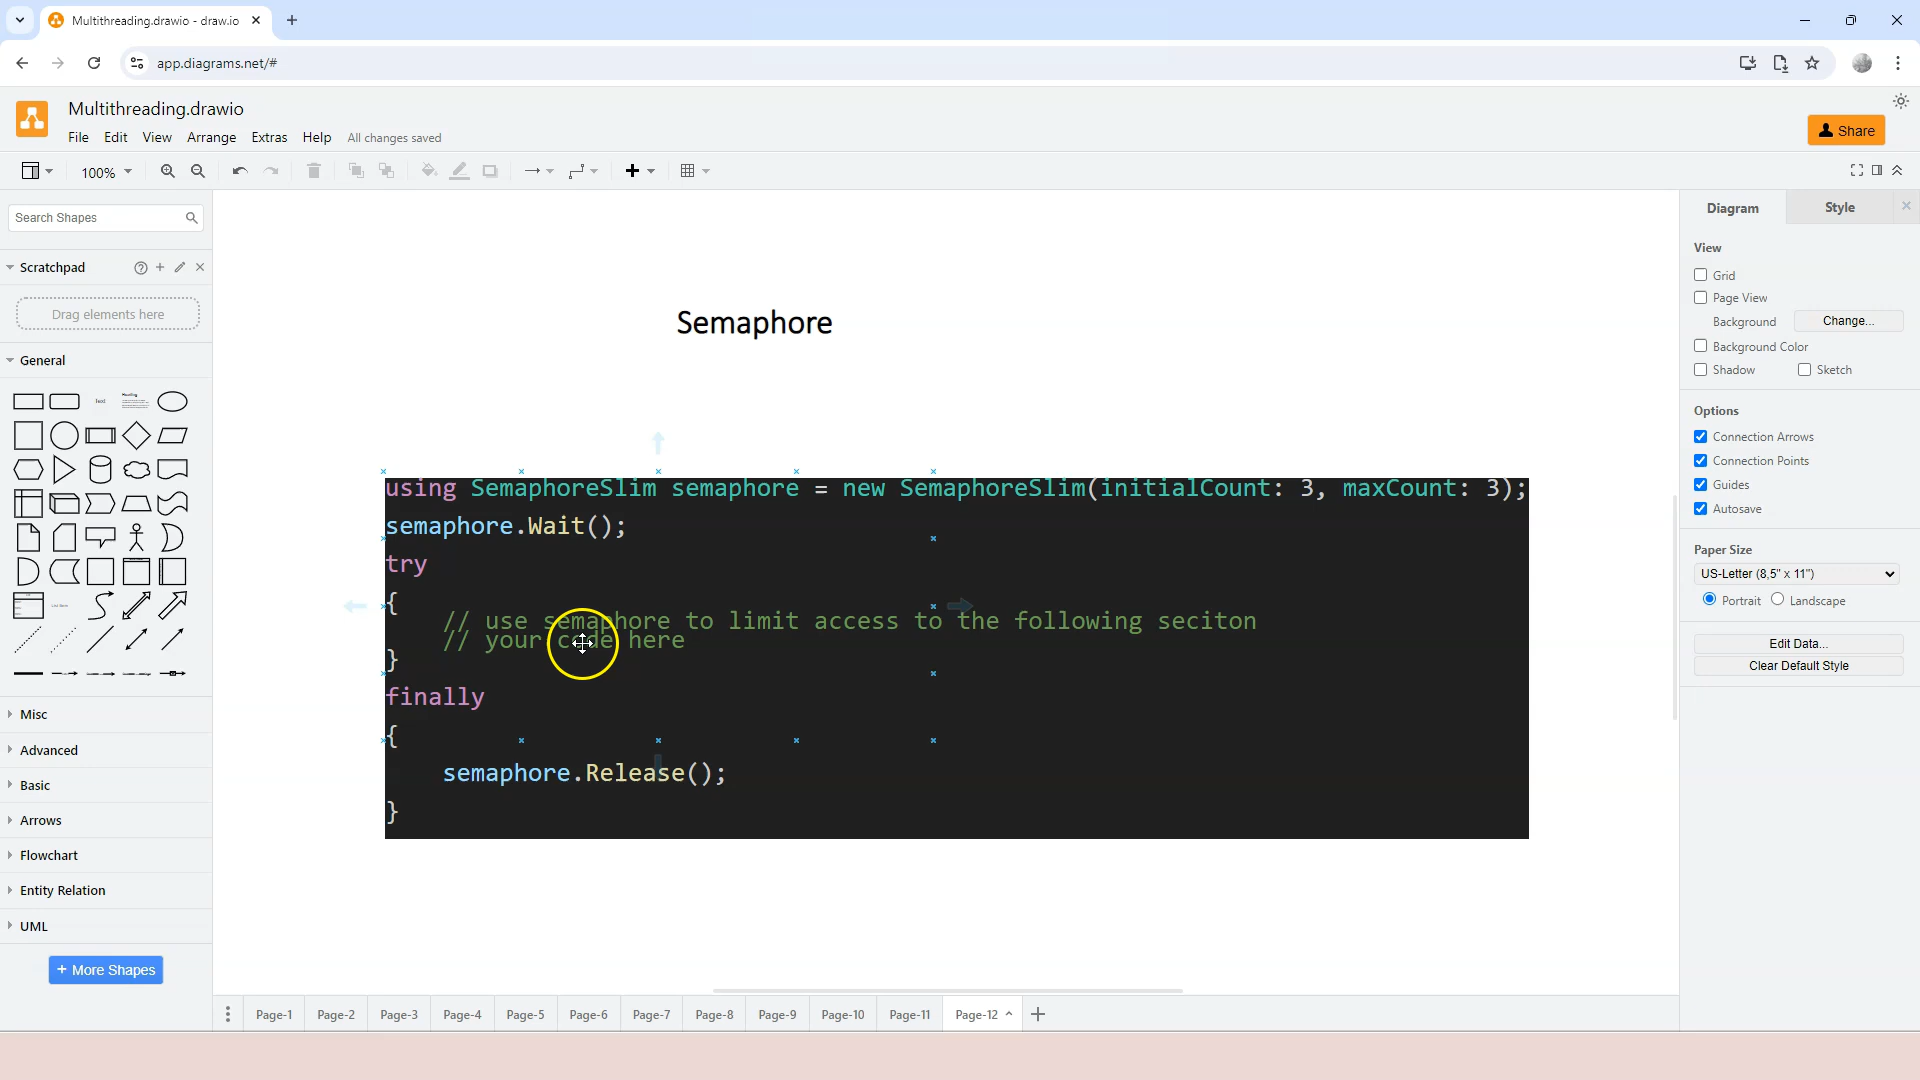 Multithreading.drawio - draw.io
app.diagrams.net/#
Multithreading.drawio
File Edit View Arrange Extras Help All changes saved
Share
100%
Search Shapes
Scratchpad
Drag elements here
General
Text
Heading
List Item
Misc
Advanced
Basic
Arrows
Flowchart
Entity Relation
UML
+ More Shapes
Semaphore
using SemaphoreSlim semaphore = new SemaphoreSlim(initialCount: 3, maxCount: 3);
semaphore.Wait();
try
{
// use semaphore to limit access to the following seciton
// your code here
}
finally
{
semaphore.Release();
}
Diagram Style
View
Grid
Page View
Background Change...
Background Color
Shadow Sketch
Options
Connection Arrows
Connection Points
Guides
Autosave
Paper Size
US-Letter (8,5" x 11")
Portrait Landscape
Edit Data...
Clear Default Style
Page-1 Page-2 Page-3 Page-4 Page-5 Page-6 Page-7 Page-8 Page-9 Page-10 Page-11 Page-12